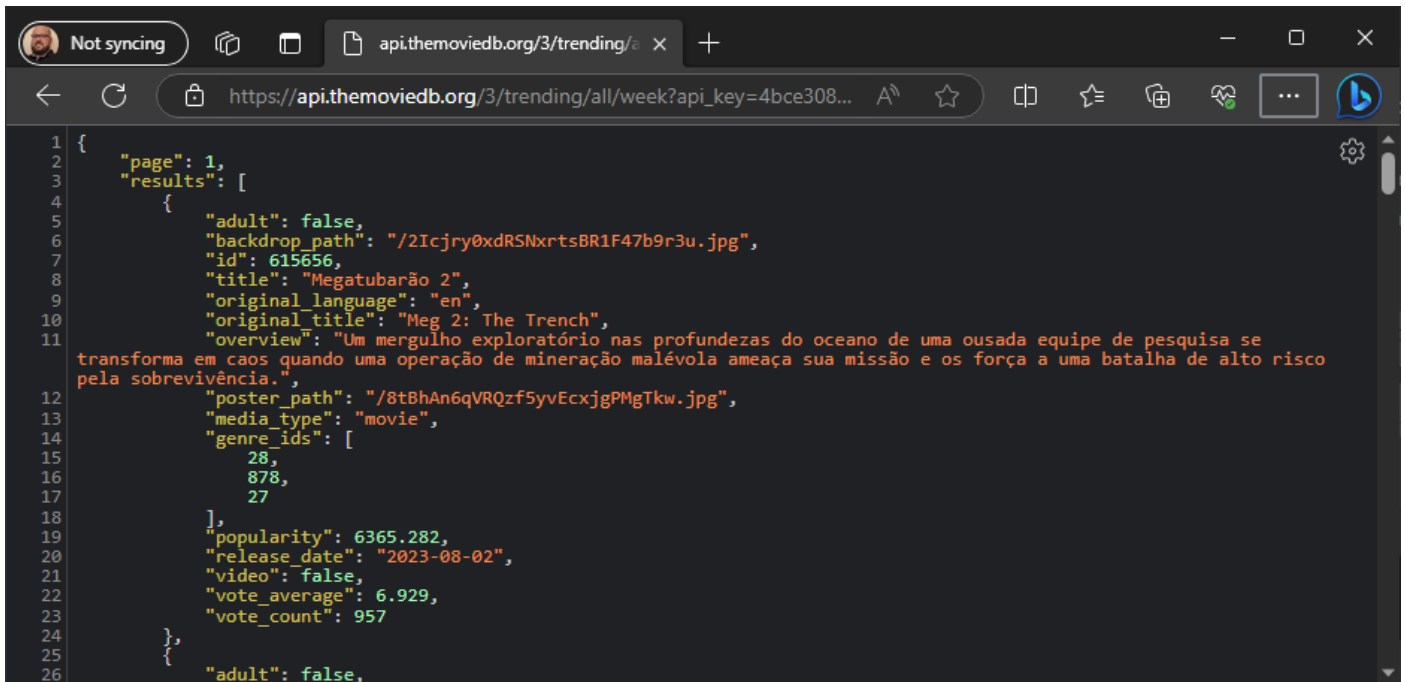 Not syncing
api.themoviedb.org/3/trending/a
https://api.themoviedb.org/3/trending/all/week?api_key=4bce308...
1 {
2 "page": 1,
3 "results": [
4 {
5 "adult": false,
6 "backdrop_path": "/2Icjry0xdRSNxrtsBR1F47b9r3u.jpg",
7 "id": 615656,
8 "title": "Megatubarão 2",
9 "original_language": "en",
10 "original_title": "Meg 2: The Trench",
11 "overview": "Um mergulho exploratório nas profundezas do oceano de uma ousada equipe de pesquisa se
transforma em caos quando uma operação de mineração malévola ameaça sua missão e os força a uma batalha de alto risco
pela sobrevivência.",
12 "poster_path": "/8tBhAn6qVRQzf5yvEcxjgPMgTkw.jpg",
13 "media_type": "movie",
14 "genre_ids": [
15 28,
16 878,
17 27
18 ],
19 "popularity": 6365.282,
20 "release_date": "2023-08-02",
21 "video": false,
22 "vote_average": 6.929,
23 "vote_count": 957
24 },
25 {
26 "adult": false,